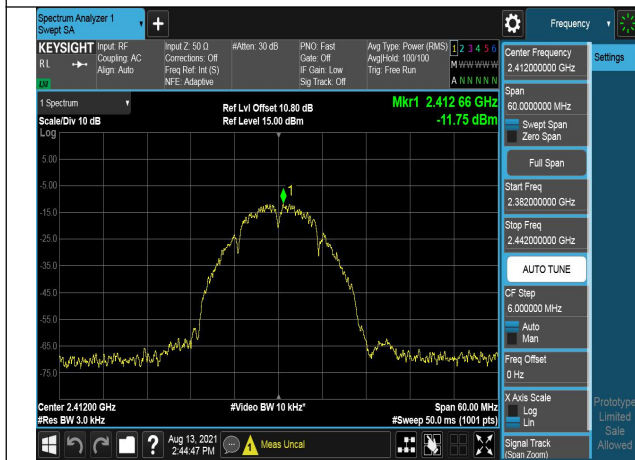 Spectrum Analyzer 1
Swept SA
Frequency
KEYSIGHT
RL
Input: RF
Coupling: AC
Align: Auto
Input Z: 50 Ω
Corrections: Off
Freq Ref: Int (S)
NFE: Adaptive
#Atten: 30 dB
PNO: Fast
Gate: Off
IF Gain: Low
Sig Track: Off
Avg Type: Power (RMS)
Avg|Hold: 100/100
Trig: Free Run
1 2 3 4 5 6
M W W W W W
A N N N N N
1 Spectrum
Scale/Div 10 dB
Log
Ref Lvl Offset 10.80 dB
Ref Level 15.00 dBm
Mkr1 2.412 66 GHz
-11.75 dBm
5.00
-5.00
-15.0
-25.0
-35.0
-45.0
-55.0
-65.0
-75.0
1
Center 2.41200 GHz
#Res BW 3.0 kHz
#Video BW 10 kHz*
Span 60.00 MHz
#Sweep 50.0 ms (1001 pts)
Aug 13, 2021
2:44:47 PM
Meas Uncal
Center Frequency
2.412000000 GHz
Settings
Span
60.0000000 MHz
Swept Span
Zero Span
Full Span
Start Freq
2.382000000 GHz
Stop Freq
2.442000000 GHz
AUTO TUNE
CF Step
6.000000 MHz
Auto
Man
Freq Offset
0 Hz
X Axis Scale
Log
Lin
Signal Track
(Span Zoom)
Prototype
Limited
Sale
Allowed